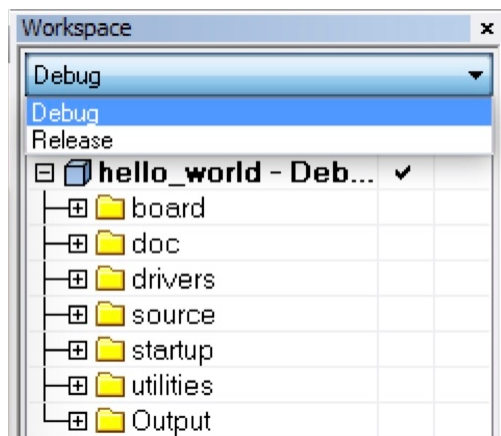 Workspace
Debug
Debug
Release
hello_world - Deb...
board
doc
drivers
source
startup
utilities
Output